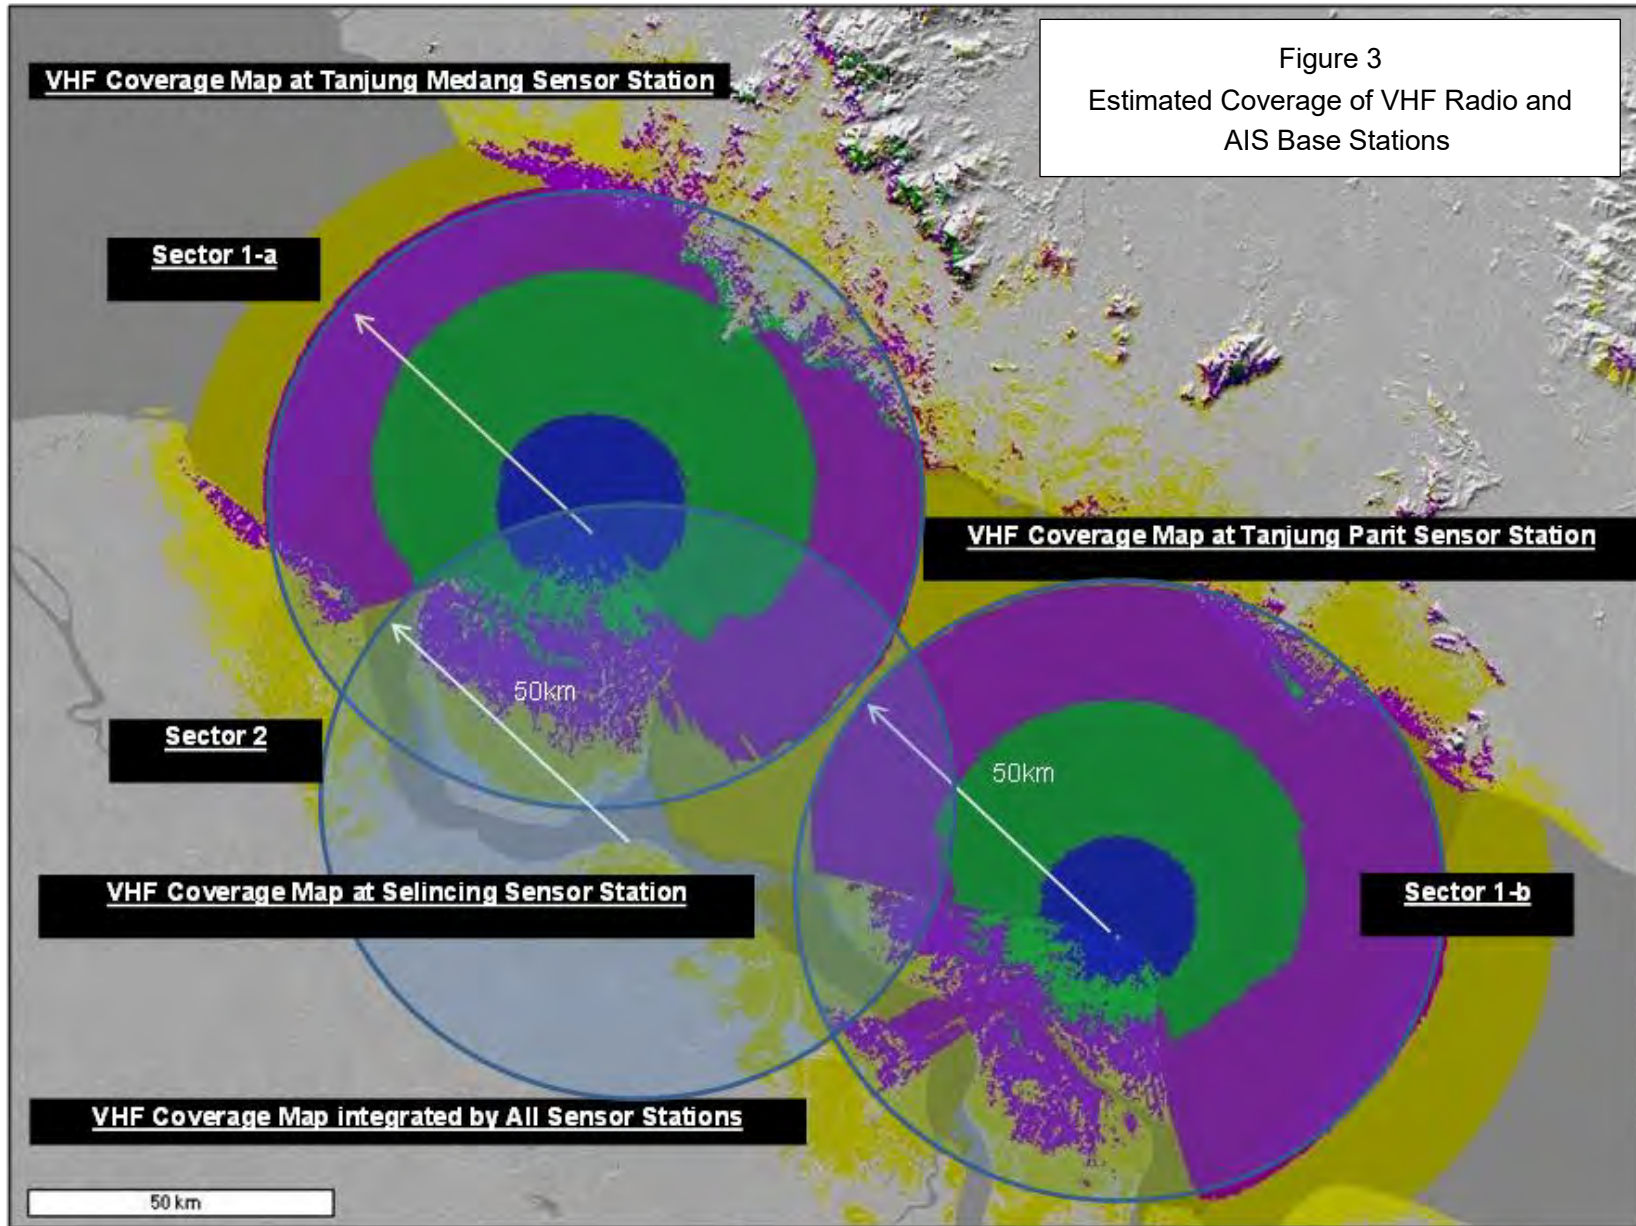 Figure 3
Estimated Coverage of VHF Radio and
AIS Base Stations
VHF Coverage Map at Tanjung Medang Sensor Station
Sector 1-a
VHF Coverage Map at Tanjung Parit Sensor Station
50km
Sector 2
50km
VHF Coverage Map at Selincing Sensor Station
Sector 1-b
VHF Coverage Map integrated by All Sensor Stations
50 km